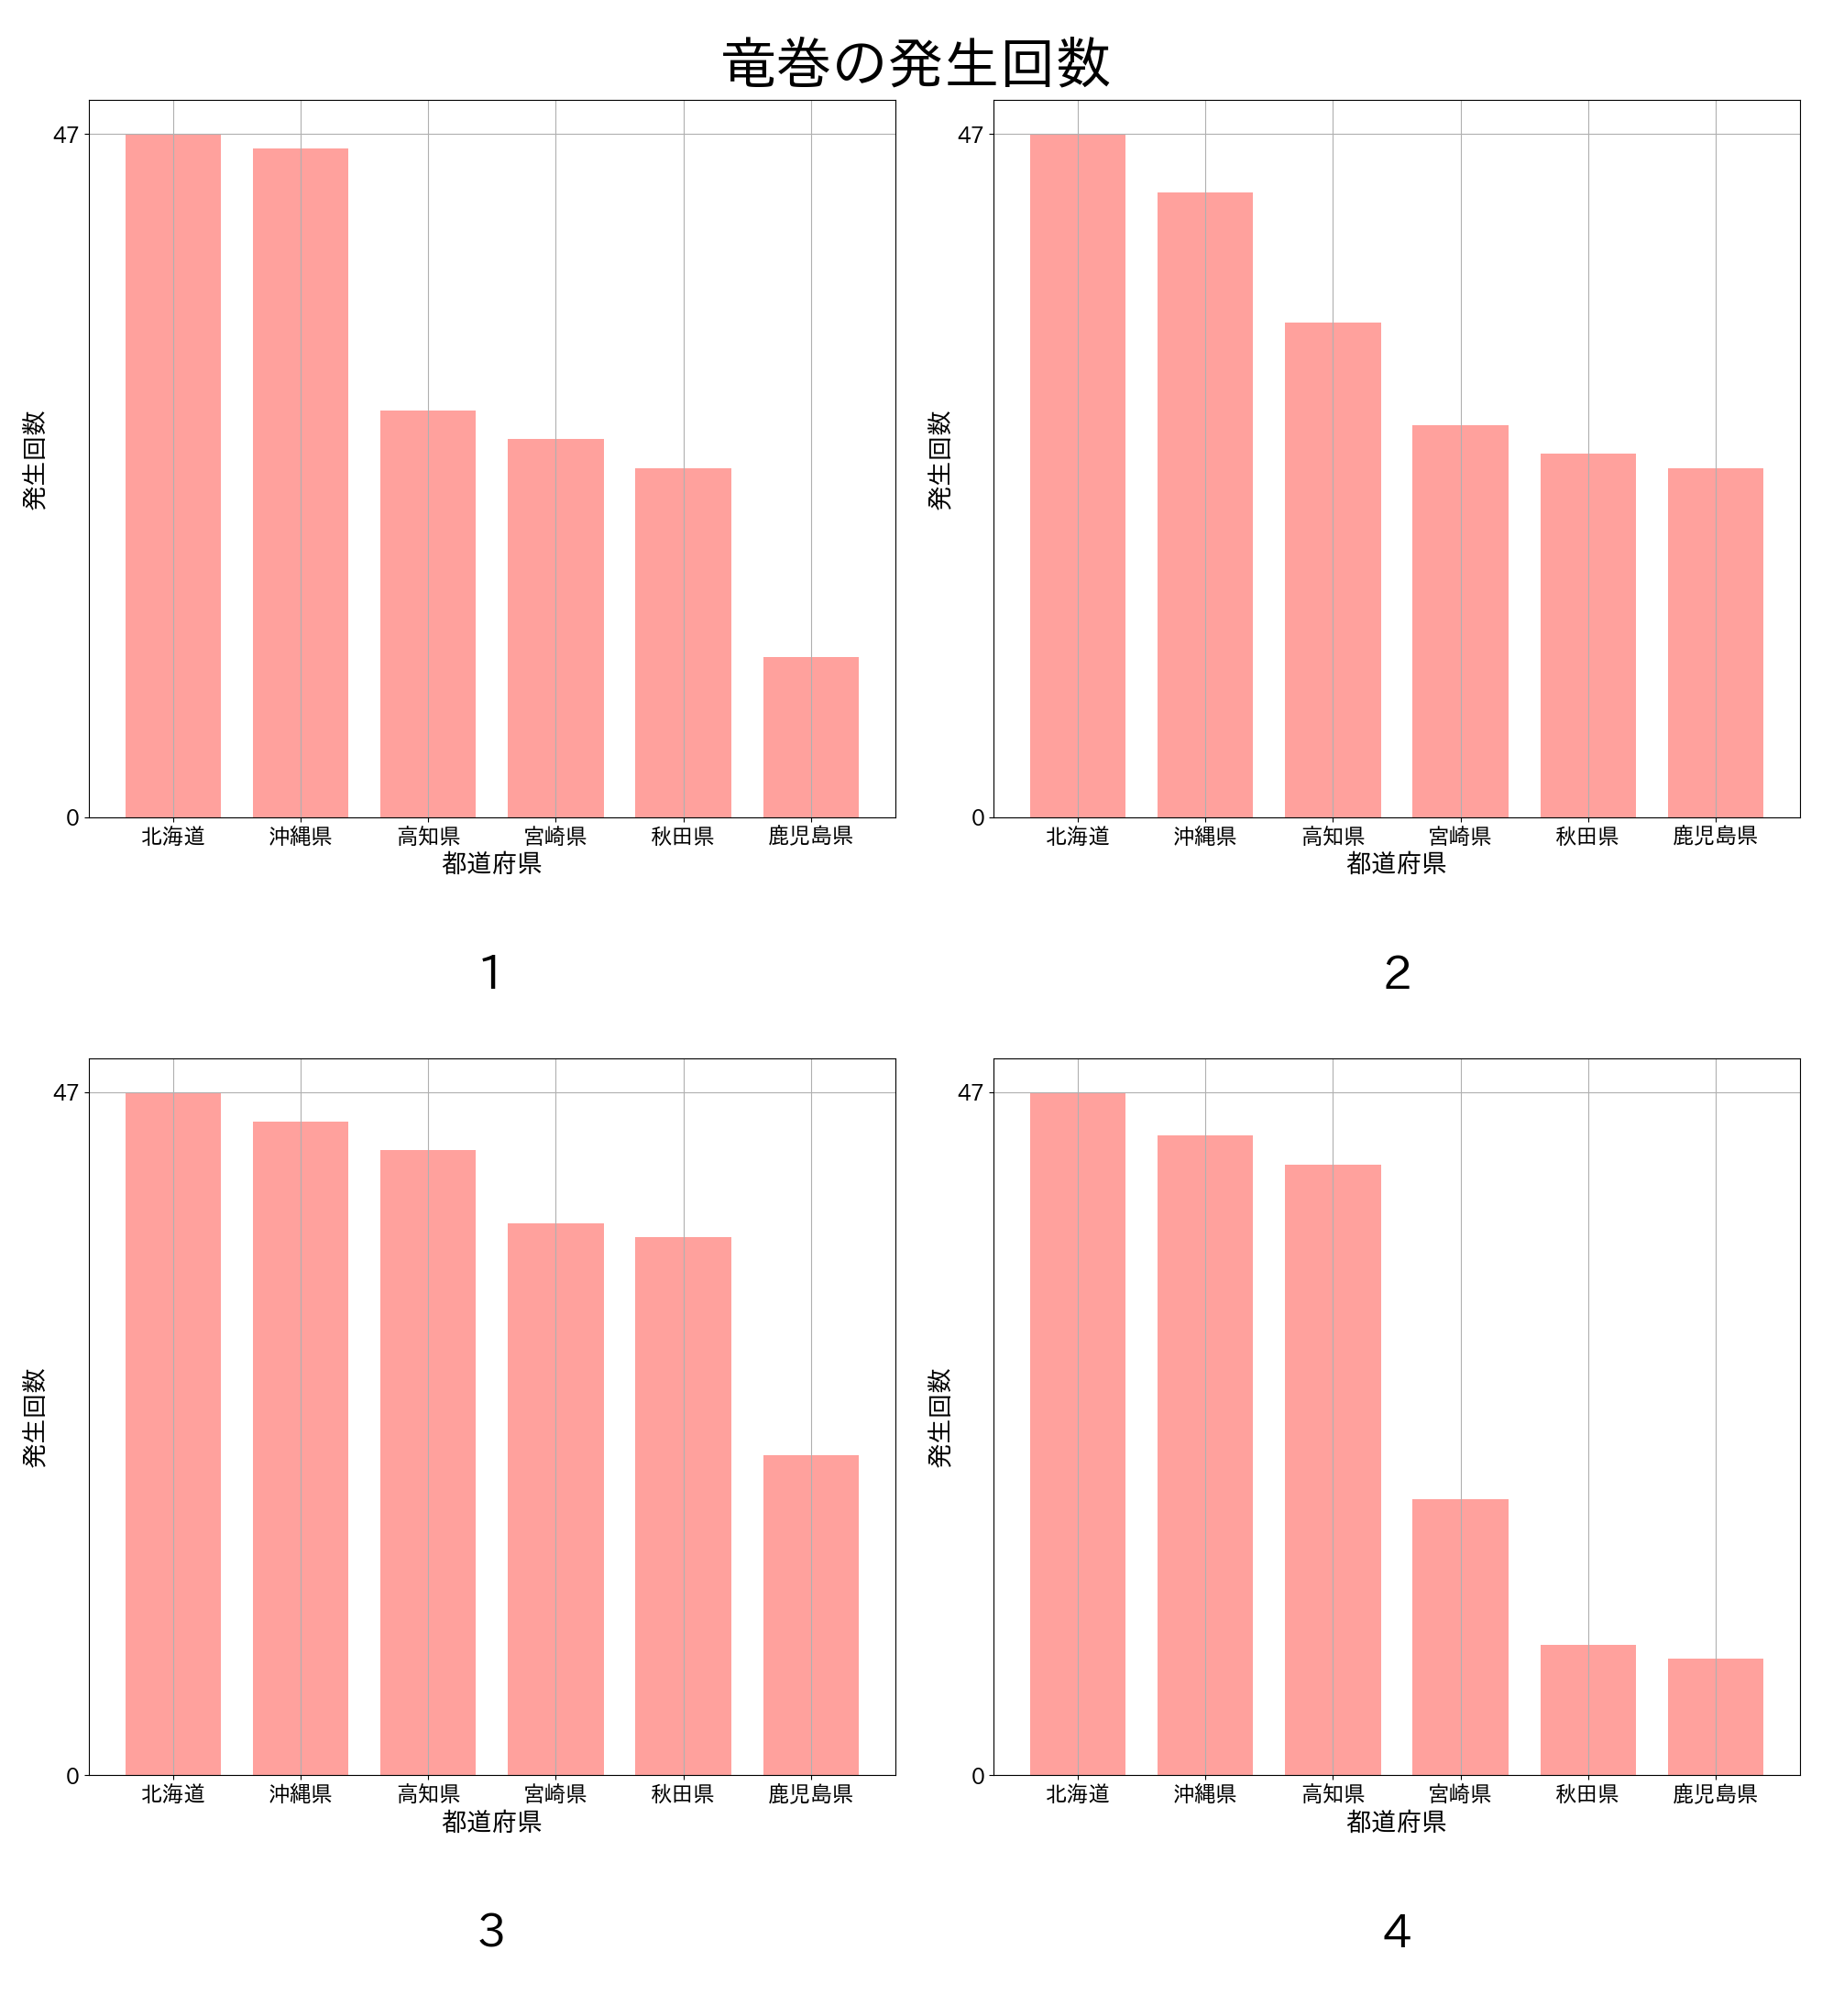 竜巻の発生回数
47
0
発生回数
北海道 沖縄県 高知県 宮崎県 秋田県 鹿児島県
都道府県
1
47
0
発生回数
北海道 沖縄県 高知県 宮崎県 秋田県 鹿児島県
都道府県
2
47
0
発生回数
北海道 沖縄県 高知県 宮崎県 秋田県 鹿児島県
都道府県
3
47
0
発生回数
北海道 沖縄県 高知県 宮崎県 秋田県 鹿児島県
都道府県
4